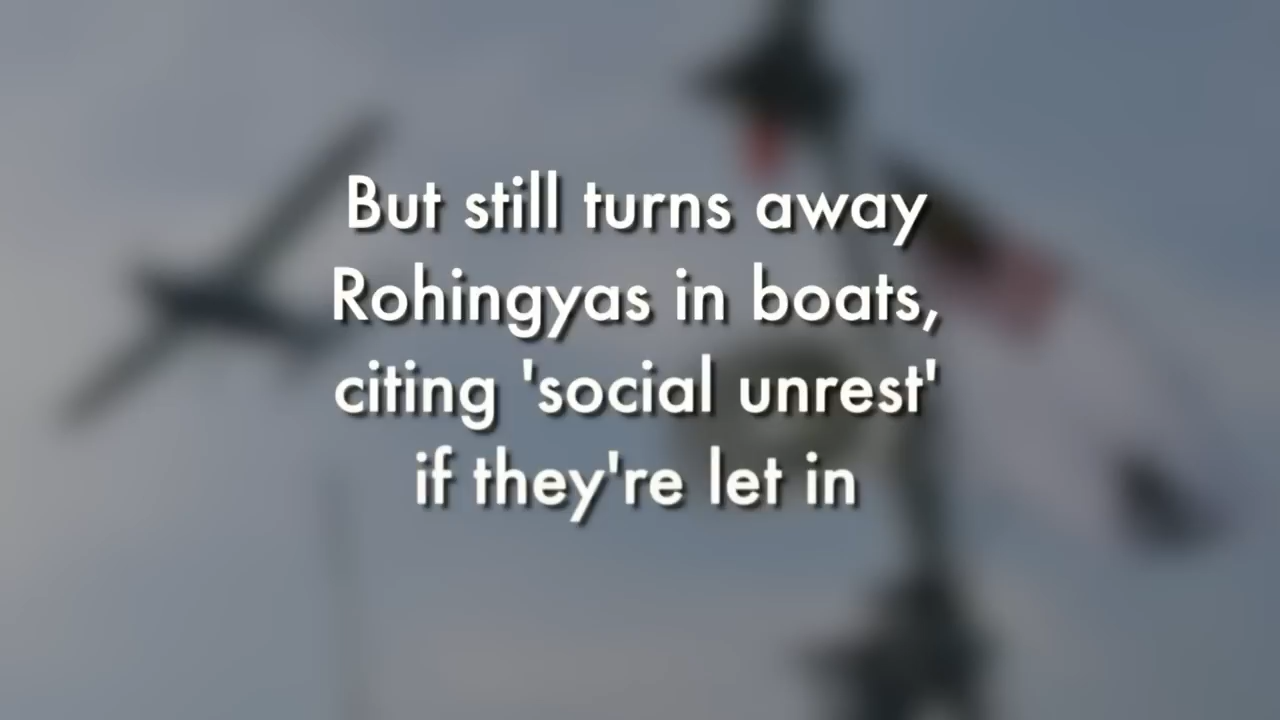 But still turns away
Rohingyas in boats,
citing 'social unrest'
if they're let in